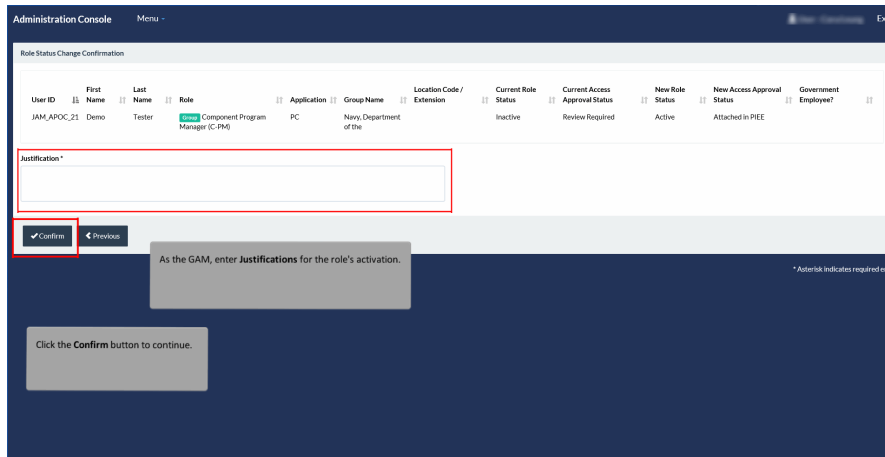 Administration Console Menu
Ex
Role Status Change Confirmation
User ID First Name Last Name Role Application Group Name Location Code / Extension Current Role Status Current Access Approval Status New Role Status New Access Approval Status Government Employee?
JAM_APOC_21 Demo Tester Group Component Program Manager (C-PM) PC Navy, Department of the Inactive Review Required Active Attached in PIEE
Justification *
Confirm Previous
As the GAM, enter Justifications for the role's activation.
* Asterisk indicates required e
Click the Confirm button to continue.